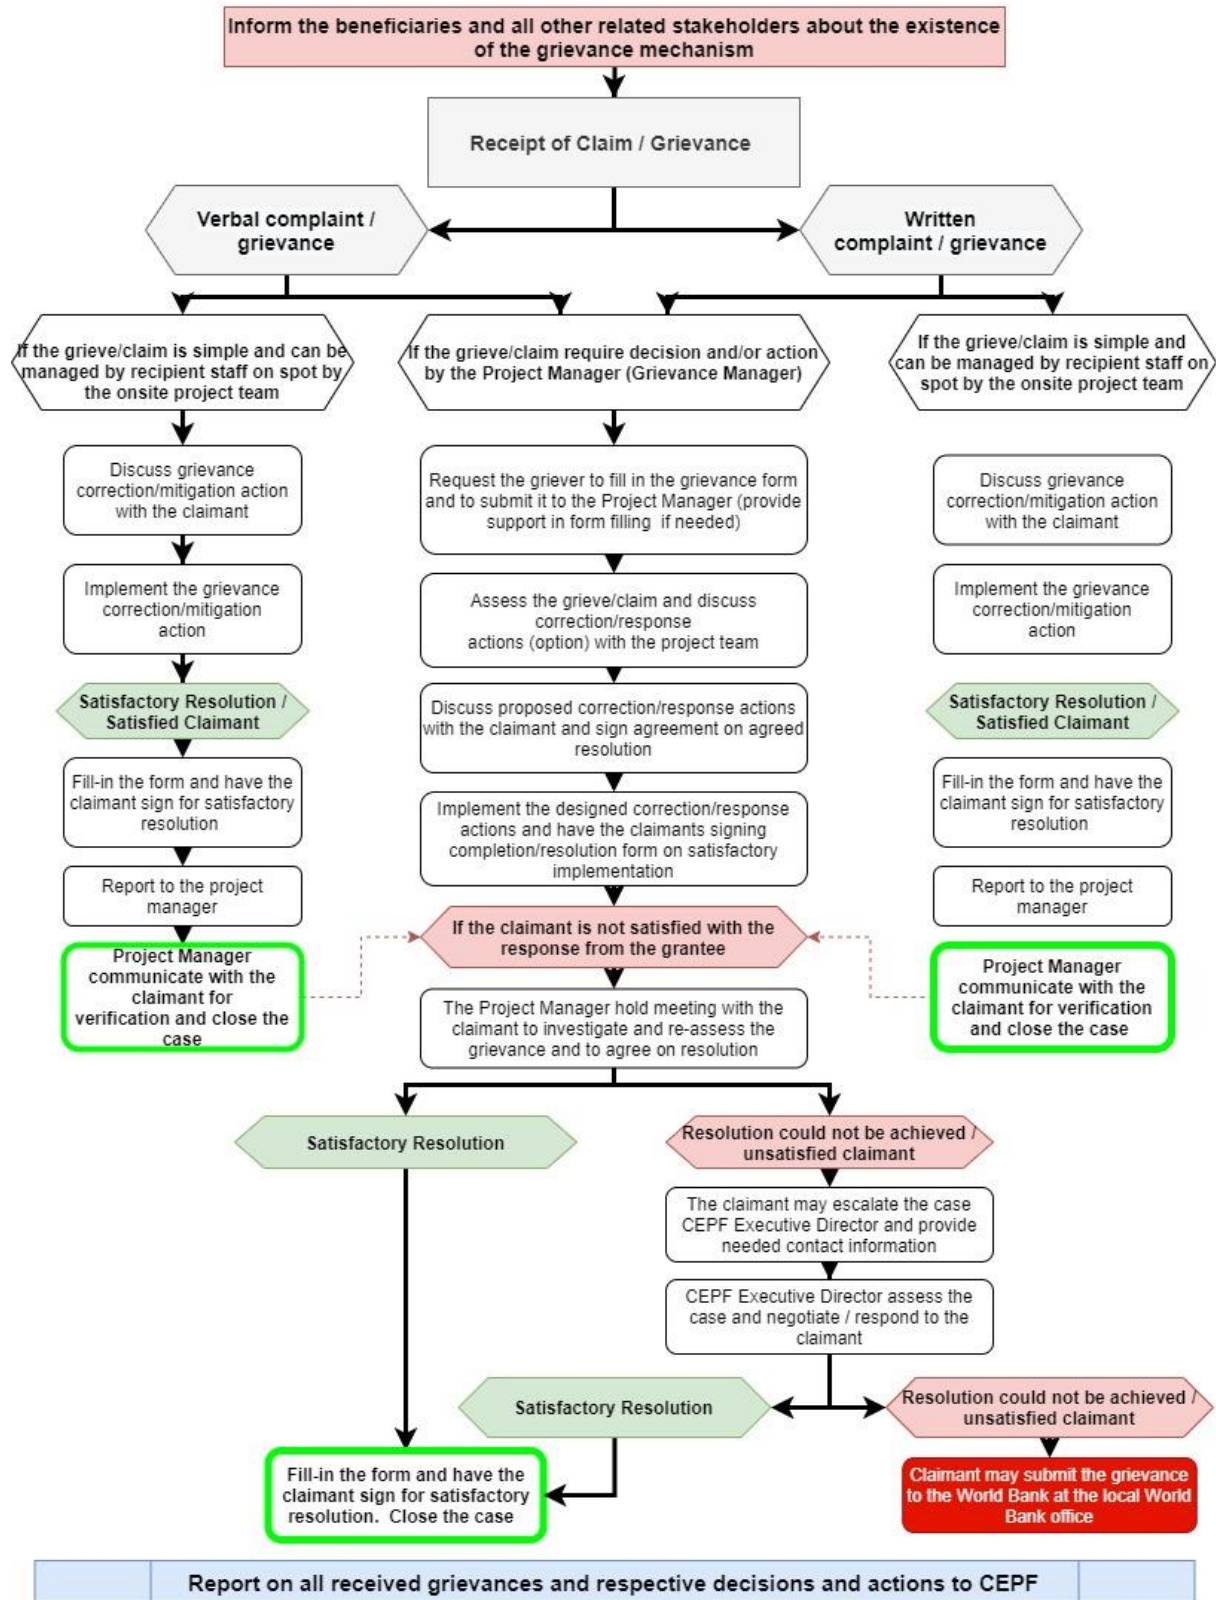 Inform the beneficiaries and all other related stakeholders about the existence
of the grievance mechanism
Receipt of Claim / Grievance
Verbal complaint /
grievance
Written
complaint / grievance
If the grieve/claim is simple and can be
managed by recipient staff on spot by
the onsite project team
If the grieve/claim require decision and/or action
by the Project Manager (Grievance Manager)
If the grieve/claim is simple and
can be managed by recipient staff on
spot by the onsite project team
Discuss grievance
correction/mitigation action
with the claimant
Request the griever to fill in the grievance form
and to submit it to the Project Manager (provide
support in form filling if needed)
Discuss grievance
correction/mitigation action
with the claimant
Implement the grievance
correction/mitigation
action
Assess the grieve/claim and discuss
correction/response
actions (option) with the project team
Implement the grievance
correction/mitigation
action
Satisfactory Resolution /
Satisfied Claimant
Discuss proposed correction/response actions
with the claimant and sign agreement on agreed
resolution
Satisfactory Resolution /
Satisfied Claimant
Fill-in the form and have the
claimant sign for satisfactory
resolution
Implement the designed correction/response
actions and have the claimants signing
completion/resolution form on satisfactory
implementation
Fill-in the form and have the
claimant sign for satisfactory
resolution
Report to the project
manager
Report to the project
manager
If the claimant is not satisfied with the
response from the grantee
Project Manager
communicate with the
claimant for
verification and close the
case
The Project Manager hold meeting with the
claimant to investigate and re-assess the
grievance and to agree on resolution
Project Manager
communicate with the
claimant for verification
and close the case
Satisfactory Resolution
Resolution could not be achieved /
unsatisfied claimant
The claimant may escalate the case
CEPF Executive Director and provide
needed contact information
CEPF Executive Director assess the
case and negotiate / respond to the
claimant
Satisfactory Resolution
Resolution could not be achieved /
unsatisfied claimant
Fill-in the form and have the
claimant sign for satisfactory
resolution. Close the case
Claimant may submit the grievance
to the World Bank at the local World
Bank office
Report on all received grievances and respective decisions and actions to CEPF